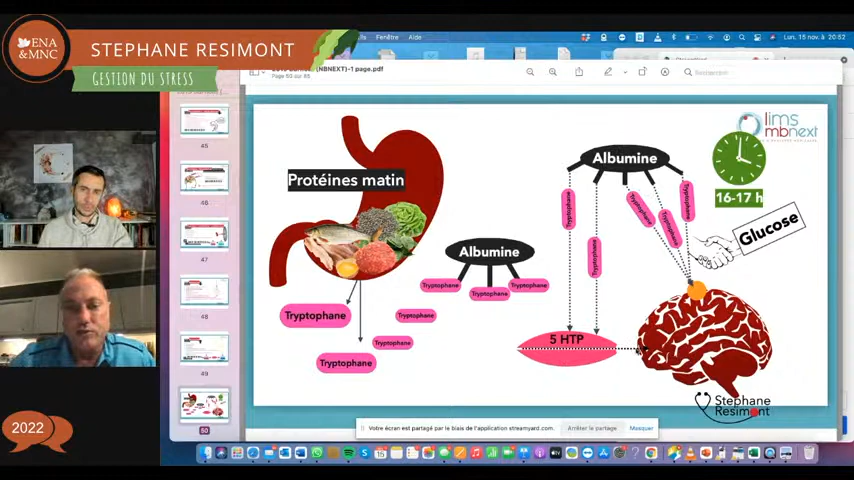 ENA
&MNC
STEPHANE RESIMONT
GESTION DU STRESS
2022
Fenêtre Aide
Lun. 15 nov. à 20:52
(NBNEXT)-1 page.pdf
Page 50 sur 85
Rechercher
45
46
47
48
49
50
Protéines matin
Tryptophane
Tryptophane
Tryptophane
Tryptophane
Albumine
Tryptophane
Tryptophane
Tryptophane
Albumine
Tryptophane
Tryptophane
Tryptophane
Tryptophane
Tryptophane
5 HTP
lims
mbnext
16-17 h
Glucose
Stephane
Resimont
Votre écran est partagé par le biais de l'application streamyard.com.
Arrêter le partage
Masquer